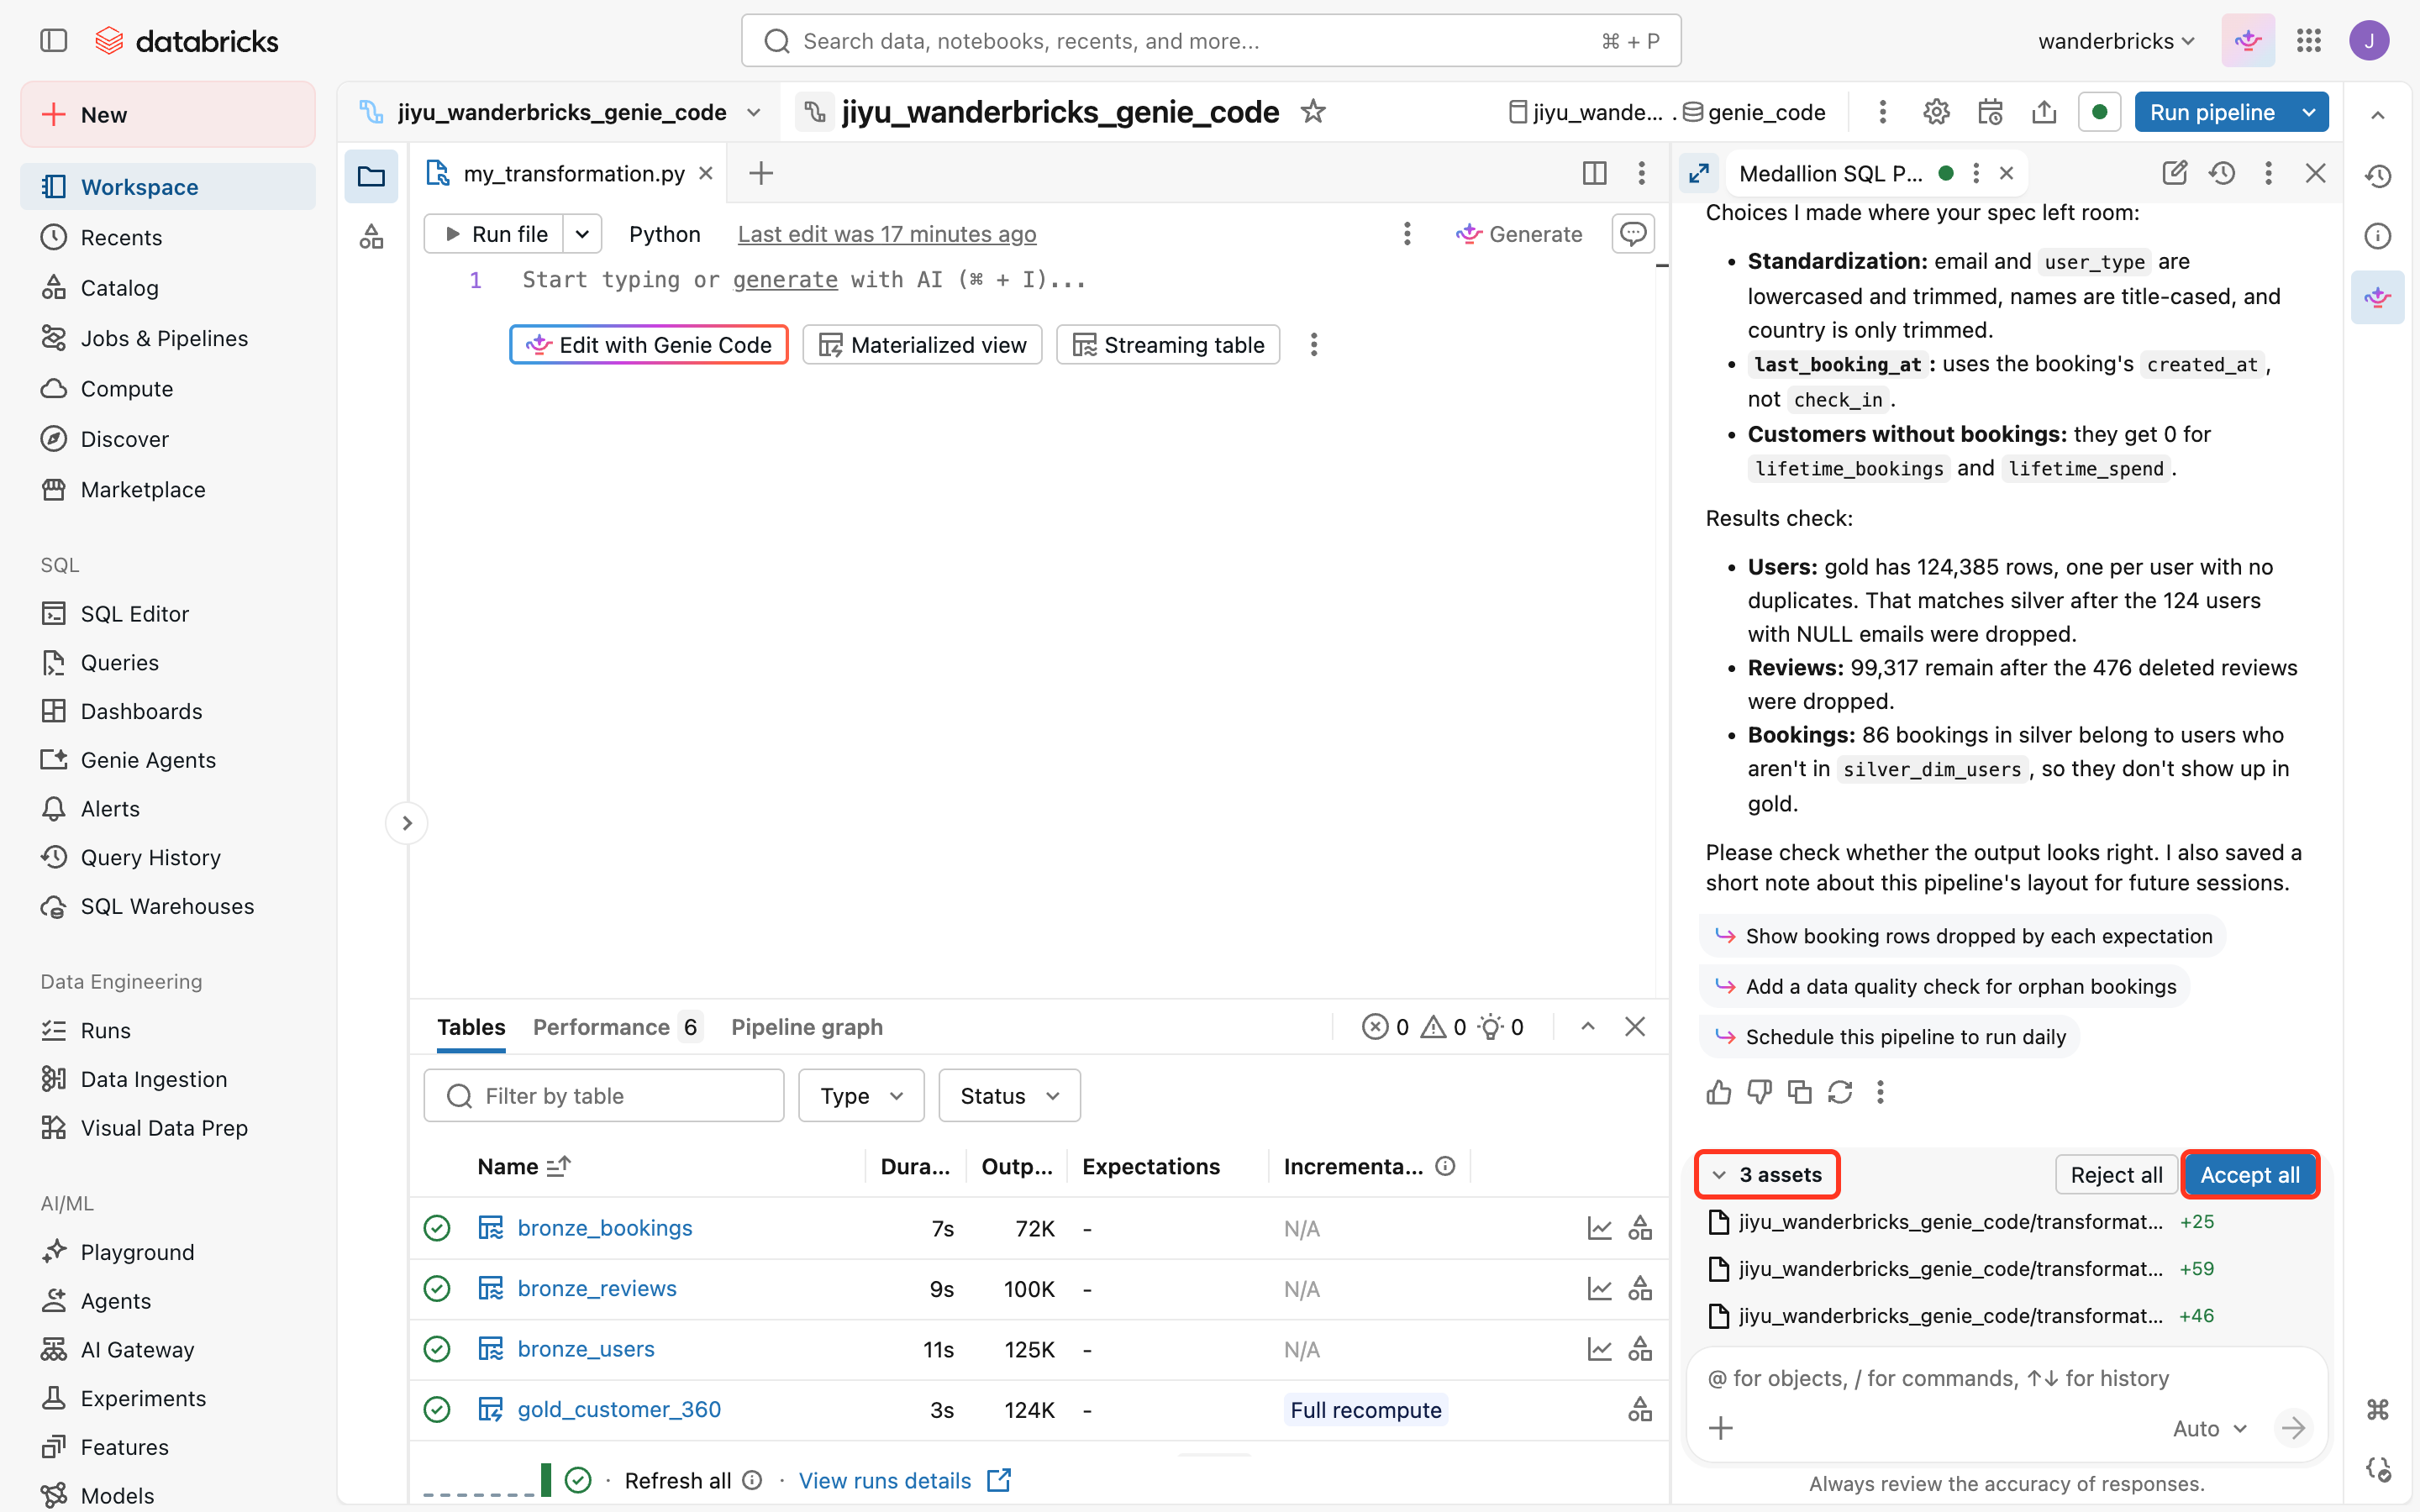 databricks
Search data, notebooks, recents, and more...
⌘ + P
wanderbricks
J
New
Workspace
Recents
Catalog
Jobs & Pipelines
Compute
Discover
Marketplace
SQL
SQL Editor
Queries
Dashboards
Genie Agents
Alerts
Query History
SQL Warehouses
Data Engineering
Runs
Data Ingestion
Visual Data Prep
AI/ML
Playground
Agents
AI Gateway
Experiments
Features
Models
jiyu_wanderbricks_genie_code
jiyu_wanderbricks_genie_code
jiyu_wande... . genie_code
Run pipeline
my_transformation.py
Run file
Python
Last edit was 17 minutes ago
Generate
1
Start typing or generate with AI (⌘ + I)...
Edit with Genie Code
Materialized view
Streaming table
Tables
Performance 6
Pipeline graph
0
0
0
Filter by table
Type
Status
Name
Dura...
Outp...
Expectations
Incrementa...
bronze_bookings 7s 72K - N/A
bronze_reviews 9s 100K - N/A
bronze_users 11s 125K - N/A
gold_customer_360 3s 124K - Full recompute
· Refresh all · View runs details
Medallion SQL P...
Choices I made where your spec left room:
• Standardization: email and user_type are
lowercased and trimmed, names are title-cased, and
country is only trimmed.
• last_booking_at: uses the booking's created_at,
not check_in.
• Customers without bookings: they get 0 for
lifetime_bookings and lifetime_spend.
Results check:
• Users: gold has 124,385 rows, one per user with no
duplicates. That matches silver after the 124 users
with NULL emails were dropped.
• Reviews: 99,317 remain after the 476 deleted reviews
were dropped.
• Bookings: 86 bookings in silver belong to users who
aren't in silver_dim_users, so they don't show up in
gold.
Please check whether the output looks right. I also saved a
short note about this pipeline's layout for future sessions.
Show booking rows dropped by each expectation
Add a data quality check for orphan bookings
Schedule this pipeline to run daily
3 assets
Reject all
Accept all
jiyu_wanderbricks_genie_code/transformat... +25
jiyu_wanderbricks_genie_code/transformat... +59
jiyu_wanderbricks_genie_code/transformat... +46
@ for objects, / for commands, ↑↓ for history
Auto
Always review the accuracy of responses.